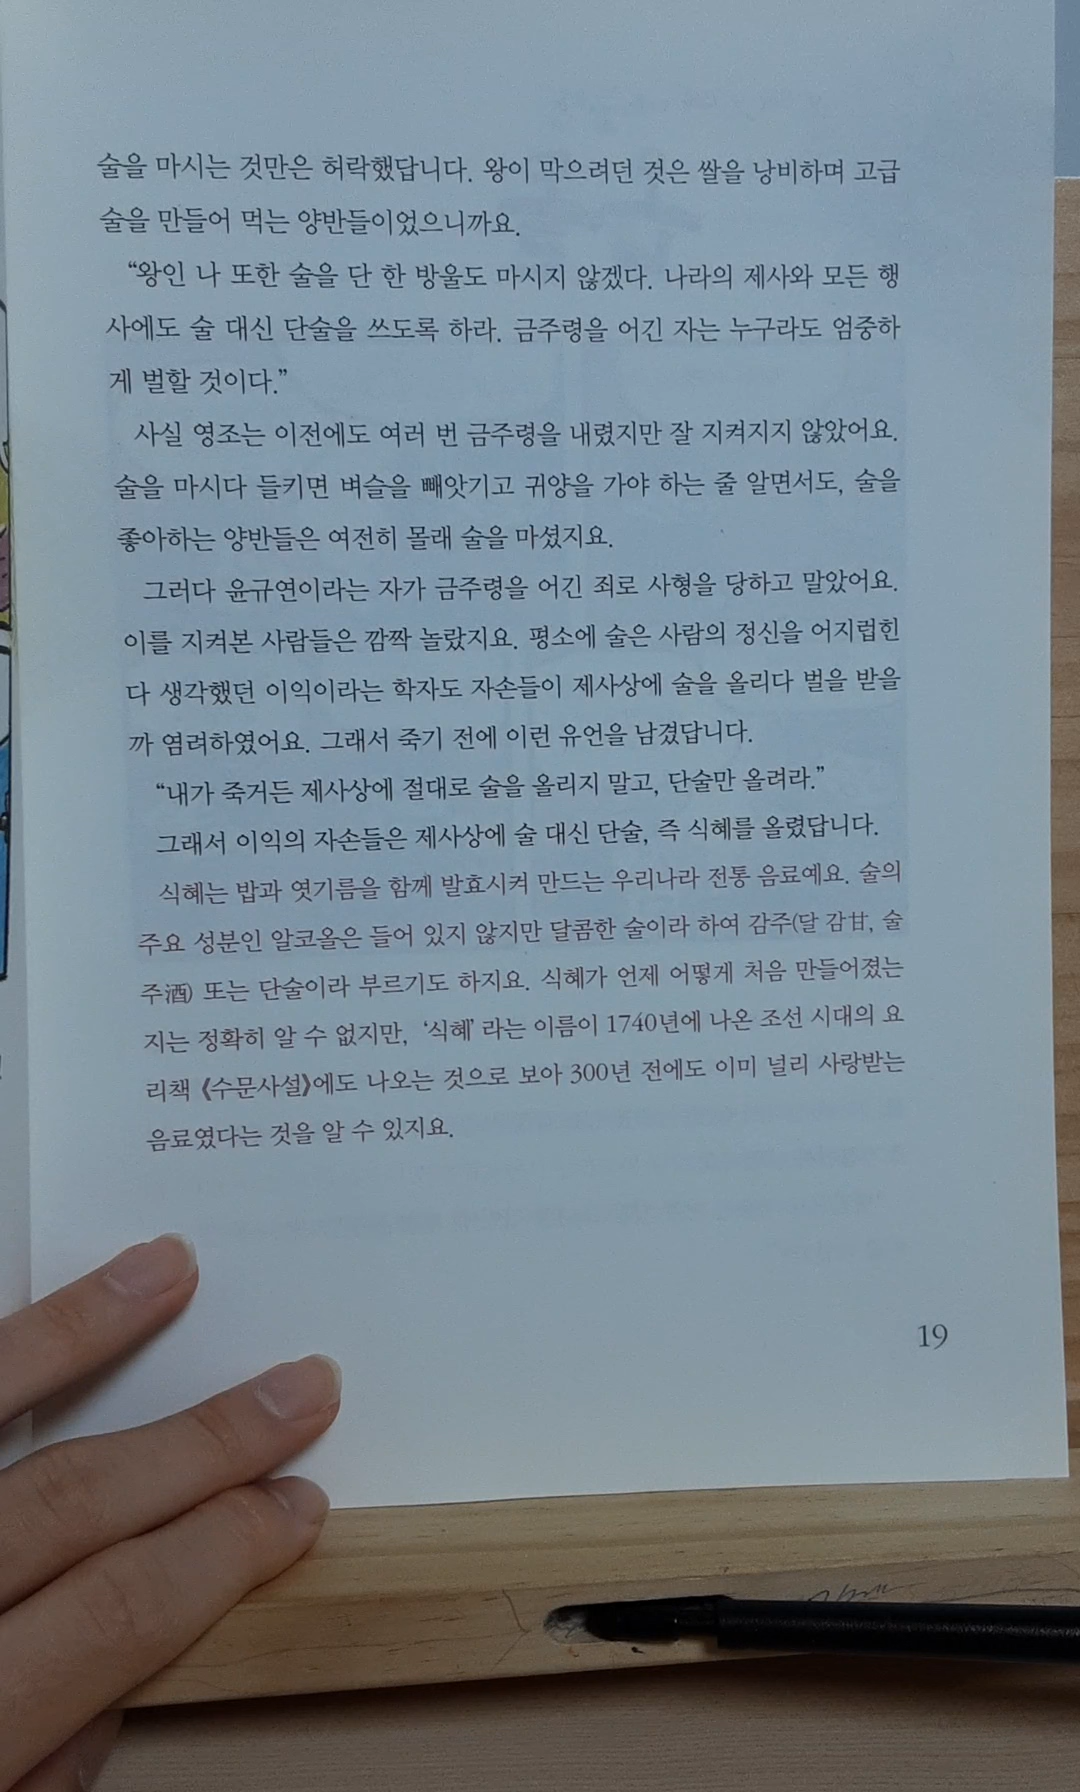 술을 마시는 것만은 허락했답니다. 왕이 막으려던 것은 쌀을 낭비하며 고급
술을 만들어 먹는 양반들이었으니까요.
“왕인 나 또한 술을 단 한 방울도 마시지 않겠다. 나라의 제사와 모든 행
사에도 술 대신 단술을 쓰도록 하라. 금주령을 어긴 자는 누구라도 엄중하
게 벌할 것이다.”
사실 영조는 이전에도 여러 번 금주령을 내렸지만 잘 지켜지지 않았어요.
술을 마시다 들키면 벼슬을 빼앗기고 귀양을 가야 하는 줄 알면서도, 술을
좋아하는 양반들은 여전히 몰래 술을 마셨지요.
그러다 윤규연이라는 자가 금주령을 어긴 죄로 사형을 당하고 말았어요.
이를 지켜본 사람들은 깜짝 놀랐지요. 평소에 술은 사람의 정신을 어지럽힌
다 생각했던 이익이라는 학자도 자손들이 제사상에 술을 올리다 벌을 받을
까 염려하였어요. 그래서 죽기 전에 이런 유언을 남겼답니다.
“내가 죽거든 제사상에 절대로 술을 올리지 말고, 단술만 올려라.”
그래서 이익의 자손들은 제사상에 술 대신 단술, 즉 식혜를 올렸답니다.
식혜는 밥과 엿기름을 함께 발효시켜 만드는 우리나라 전통 음료예요. 술의
주요 성분인 알코올은 들어 있지 않지만 달콤한 술이라 하여 감주(달 감甘, 술
주酒) 또는 단술이라 부르기도 하지요. 식혜가 언제 어떻게 처음 만들어졌는
지는 정확히 알 수 없지만, ‘식혜’라는 이름이 1740년에 나온 조선 시대의 요
리책 《수문사설》에도 나오는 것으로 보아 300년 전에도 이미 널리 사랑받는
음료였다는 것을 알 수 있지요.
19